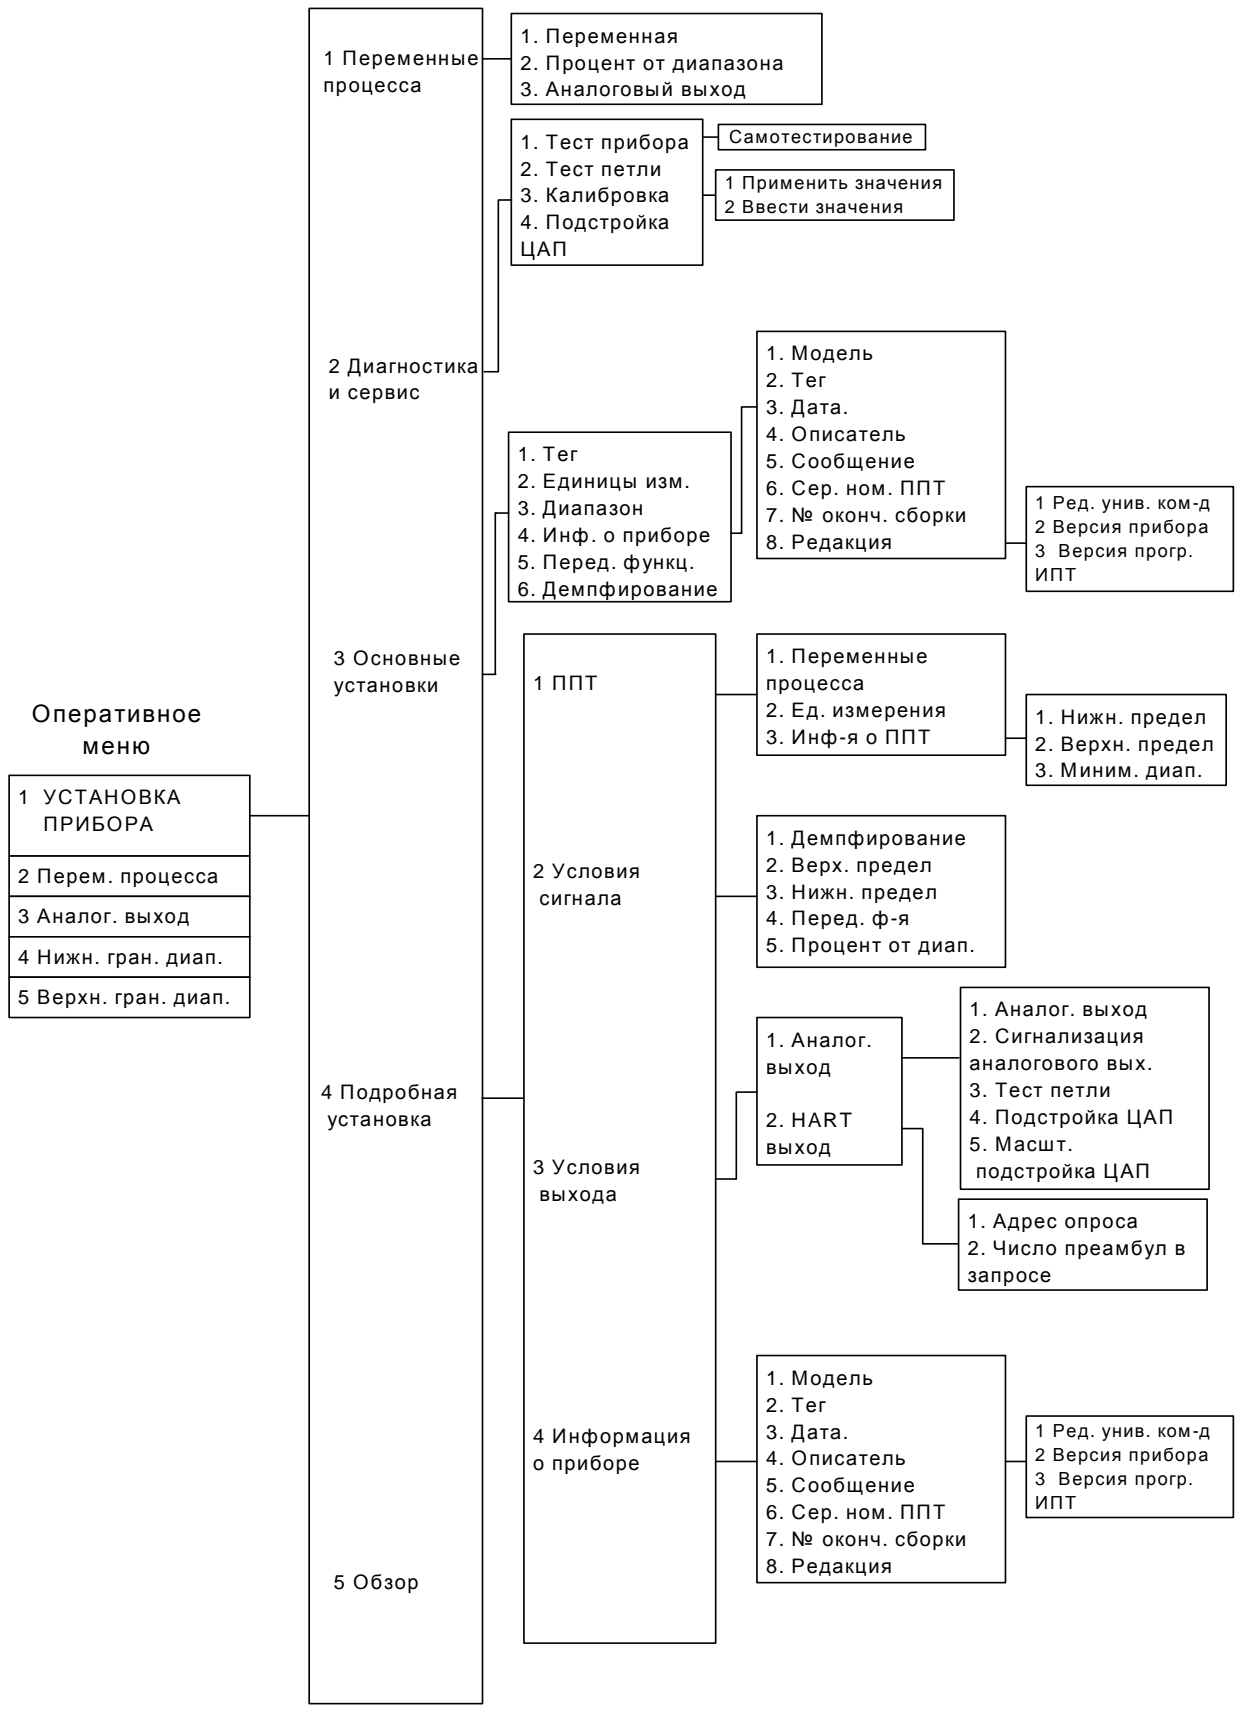 Оперативное
меню
1 УСТАНОВКА
ПРИБОРА
2 Перем. процесса
3 Аналог. выход
4 Нижн. гран. диап.
5 Верхн. гран. диап.
1 Переменные
процесса
1. Переменная
2. Процент от диапазона
3. Аналоговый выход
2 Диагностика
и сервис
1. Тест прибора
2. Тест петли
3. Калибровка
4. Подстройка
ЦАП
Самотестирование
1 Применить значения
2 Ввести значения
3 Основные
установки
1. Тег
2. Единицы изм.
3. Диапазон
4. Инф. о приборе
5. Перед. функц.
6. Демпфирование
1. Модель
2. Тег
3. Дата.
4. Описатель
5. Сообщение
6. Сер. ном. ППТ
7. № оконч. сборки
8. Редакция
1 Ред. унив. ком-д
2 Версия прибора
3 Версия прогр.
ИПТ
4 Подробная
установка
1 ППТ
1. Переменные
процесса
2. Ед. измерения
3. Инф-я о ППТ
1. Нижн. предел
2. Верхн. предел
3. Миним. диап.
2 Условия
сигнала
1. Демпфирование
2. Верх. предел
3. Нижн. предел
4. Перед. ф-я
5. Процент от диап.
3 Условия
выхода
1. Аналог.
выход
2. HART
выход
1. Аналог. выход
2. Сигнализация
аналогового вых.
3. Тест петли
4. Подстройка ЦАП
5. Масшт.
подстройка ЦАП
1. Адрес опроса
2. Число преамбул в
запросе
4 Информация
о приборе
1. Модель
2. Тег
3. Дата.
4. Описатель
5. Сообщение
6. Сер. ном. ППТ
7. № оконч. сборки
8. Редакция
1 Ред. унив. ком-д
2 Версия прибора
3 Версия прогр.
ИПТ
5 Обзор